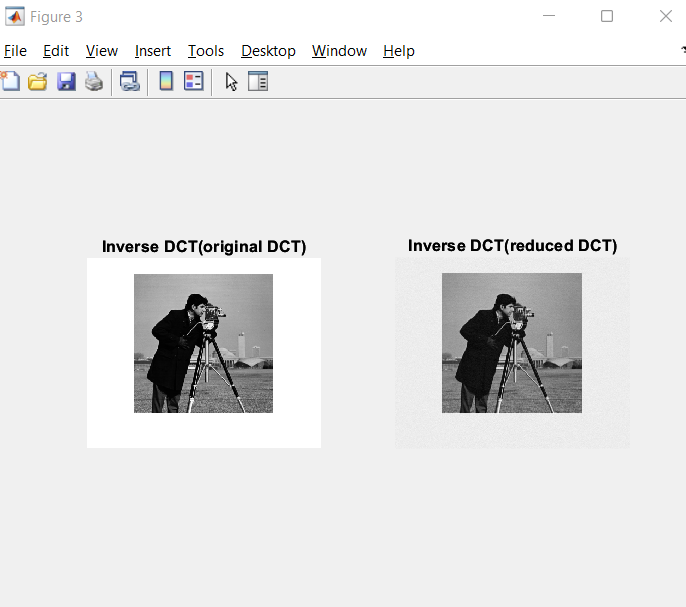 Figure 3
File Edit View Insert Tools Desktop Window Help
Inverse DCT(original DCT)
Inverse DCT(reduced DCT)